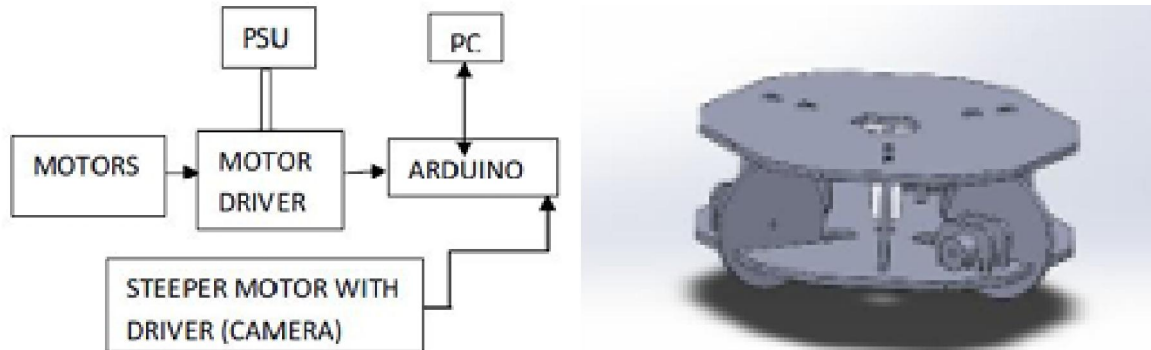 PSU
PC
MOTORS
MOTOR
DRIVER
ARDUINO
STEEPER MOTOR WITH
DRIVER (CAMERA)